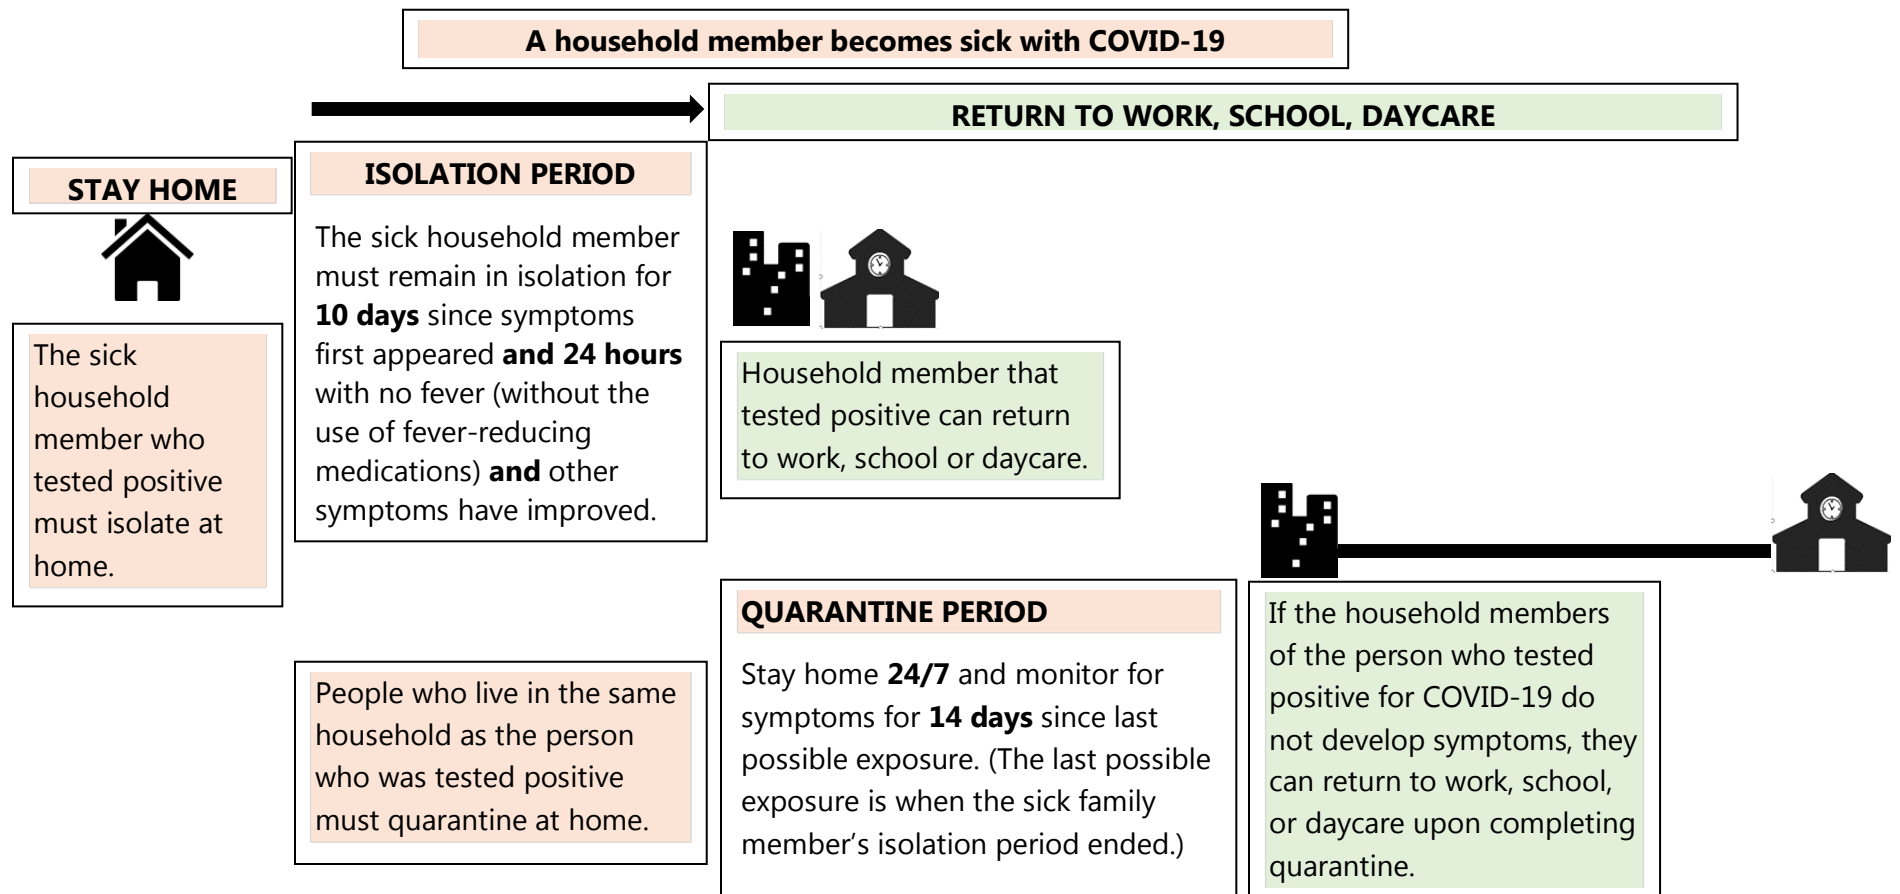 A household member becomes sick with COVID-19
RETURN TO WORK, SCHOOL, DAYCARE
STAY HOME
The sick
household
member who
tested positive
must isolate at
home.
ISOLATION PERIOD
The sick household member
must remain in isolation for
10 days since symptoms
first appeared and 24 hours
with no fever (without the
use of fever-reducing
medications) and other
symptoms have improved.
Household member that
tested positive can return
to work, school or daycare.
People who live in the same
household as the person
who was tested positive
must quarantine at home.
QUARANTINE PERIOD
Stay home 24/7 and monitor for
symptoms for 14 days since last
possible exposure. (The last possible
exposure is when the sick family
member’s isolation period ended.)
If the household members
of the person who tested
positive for COVID-19 do
not develop symptoms, they
can return to work, school,
or daycare upon completing
quarantine.